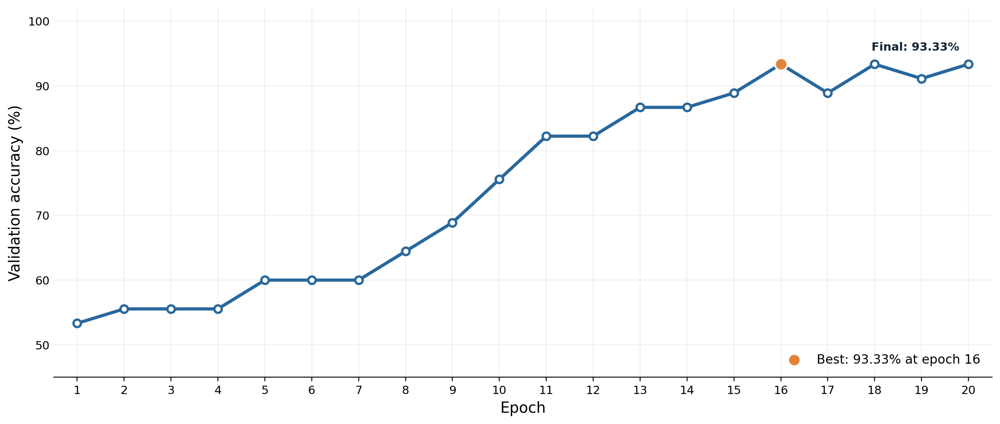 100
90
80
70
60
50
Validation accuracy (%)
Final: 93.33%
Best: 93.33% at epoch 16
1 2 3 4 5 6 7 8 9 10 11 12 13 14 15 16 17 18 19 20
Epoch